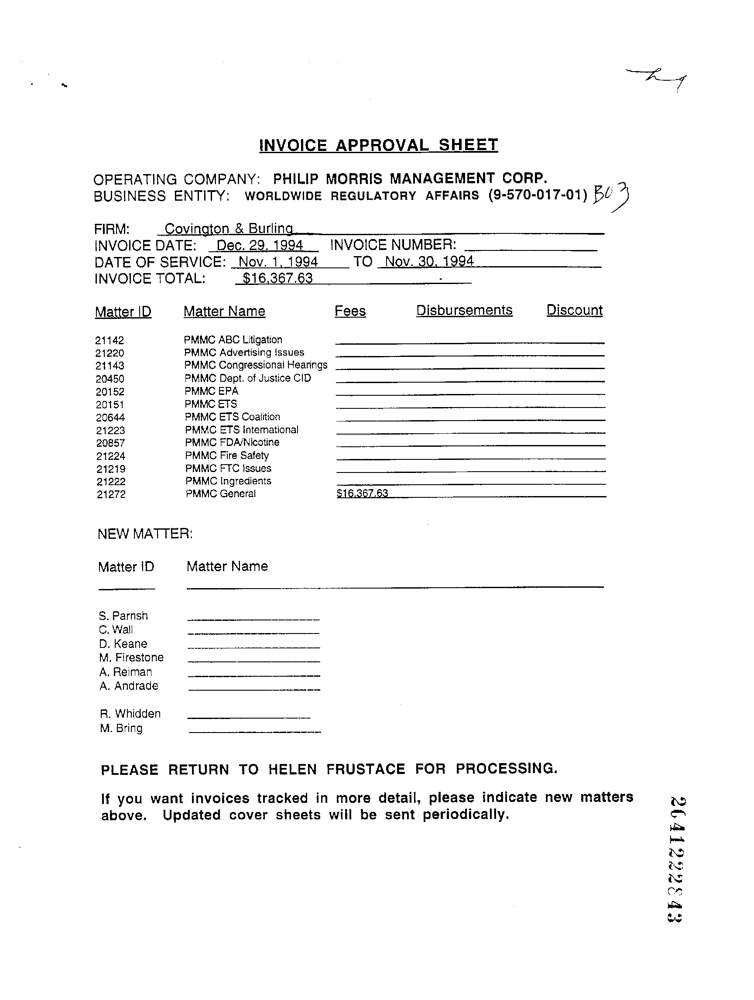 INVOICE APPROVAL SHEET
OPERATING COMPANY: PHILIP MORRIS MANAGEMENT CORP.
BUSINESS ENTITY: WORLDWIDE REGULATORY AFFAIRS (9-570-017-01)
FIRM: Covington & Burling
INVOICE DATE: Dec. 29, 1994 INVOICE NUMBER:
DATE OF SERVICE: Nov. 1, 1994 TO Nov. 30, 1994
INVOICE TOTAL: $16,367.63
Matter ID Matter Name Fees Disbursements Discount
21142 PMMC ABC Litigation
21220 PMMC Advertising Issues
21143 PMMC Congressional Hearings
20450 PMMC Dept. of Justice CID
20152 PMMC EPA
20151 PMMC ETS
20644 PMMC ETS Coalition
21223 PMMC ETS International
20857 PMMC FDA/Nicotine
21224 PMMC Fire Safety
21219 PMMC FTC Issues
21222 PMMC Ingredients
21272 PMMC General $16,367.63
NEW MATTER:
Matter ID Matter Name
S. Parrish
C. Wall
D. Keane
M. Firestone
A. Reiman
A. Andrade
R. Whidden
M. Bring
PLEASE RETURN TO HELEN FRUSTACE FOR PROCESSING.
If you want invoices tracked in more detail, please indicate new matters
above. Updated cover sheets will be sent periodically.
2041222843